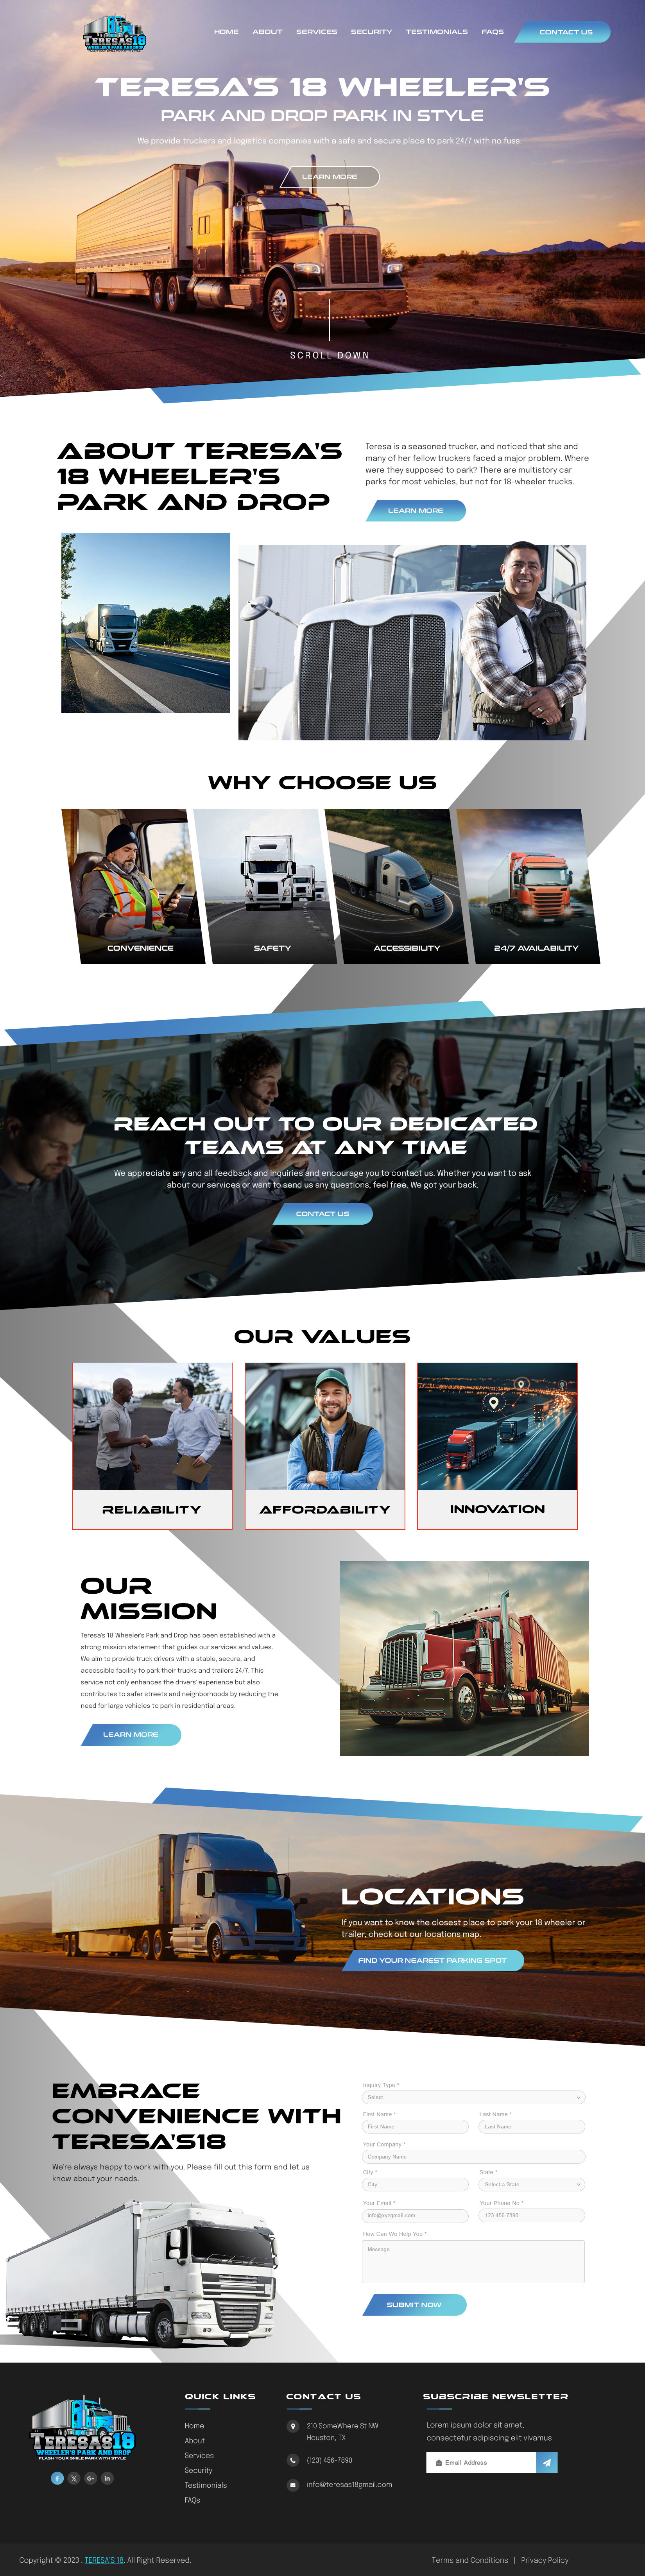 TERESAS18
WHEELER'S PARK AND DROP
HOME ABOUT SERVICES SECURITY TESTIMONIALS FAQS CONTACT US
TERESA'S 18 WHEELER'S
PARK AND DROP PARK IN STYLE
We provide truckers and logistics companies with a safe and secure place to park 24/7 with no fuss.
LEARN MORE
SCROLL DOWN
ABOUT TERESA'S
18 WHEELER'S
PARK AND DROP
Teresa is a seasoned trucker, and noticed that she and
many of her fellow truckers faced a major problem. Where
were they supposed to park? There are multistory car
parks for most vehicles, but not for 18-wheeler trucks.
LEARN MORE
WHY CHOOSE US
CONVENIENCE
SAFETY
ACCESSIBILITY
24/7 AVAILABILITY
REACH OUT TO OUR DEDICATED
TEAMS AT ANY TIME
We appreciate any and all feedback and inquiries and encourage you to contact us. Whether you want to ask
about our services or want to send us any questions, feel free. We got your back.
CONTACT US
OUR VALUES
RELIABILITY
AFFORDABILITY
INNOVATION
OUR
MISSION
Teresa's 18 Wheeler's Park and Drop has been established with a
strong mission statement that guides our services and values.
We aim to provide truck drivers with a stable, secure, and
accessible facility to park their trucks and trailers 24/7. This
service not only enhances the drivers' experience but also
contributes to safer streets and neighborhoods by reducing the
need for large vehicles to park in residential areas.
LEARN MORE
LOCATIONS
If you want to know the closest place to park your 18 wheeler or
trailer, check out our locations map.
FIND YOUR NEAREST PARKING SPOT
EMBRACE
CONVENIENCE WITH
TERESA'S18
We're always happy to work with you. Please fill out this form and let us
know about your needs.
Inquiry Type *
Select
First Name * Last Name *
First Name Last Name
Your Company *
Company Name
City * State *
City Select a State
Your Email * Your Phone No *
info@xyzgmail.com 123 456 7890
How Can We Help You *
Message
SUBMIT NOW
TERESAS18
WHEELER'S PARK AND DROP
FLASH YOUR SMILE PARK WITH STYLE
QUICK LINKS
Home
About
Services
Security
Testimonials
FAQs
CONTACT US
210 SomeWhere St NW
Houston, TX
(123) 456-7890
info@teresas18gmail.com
SUBSCRIBE NEWSLETTER
Lorem ipsum dolor sit amet,
consectetur adipiscing elit vivamus
Email Address
Copyright © 2023 . TERESA'S 18. All Right Reserved.
Terms and Conditions | Privacy Policy